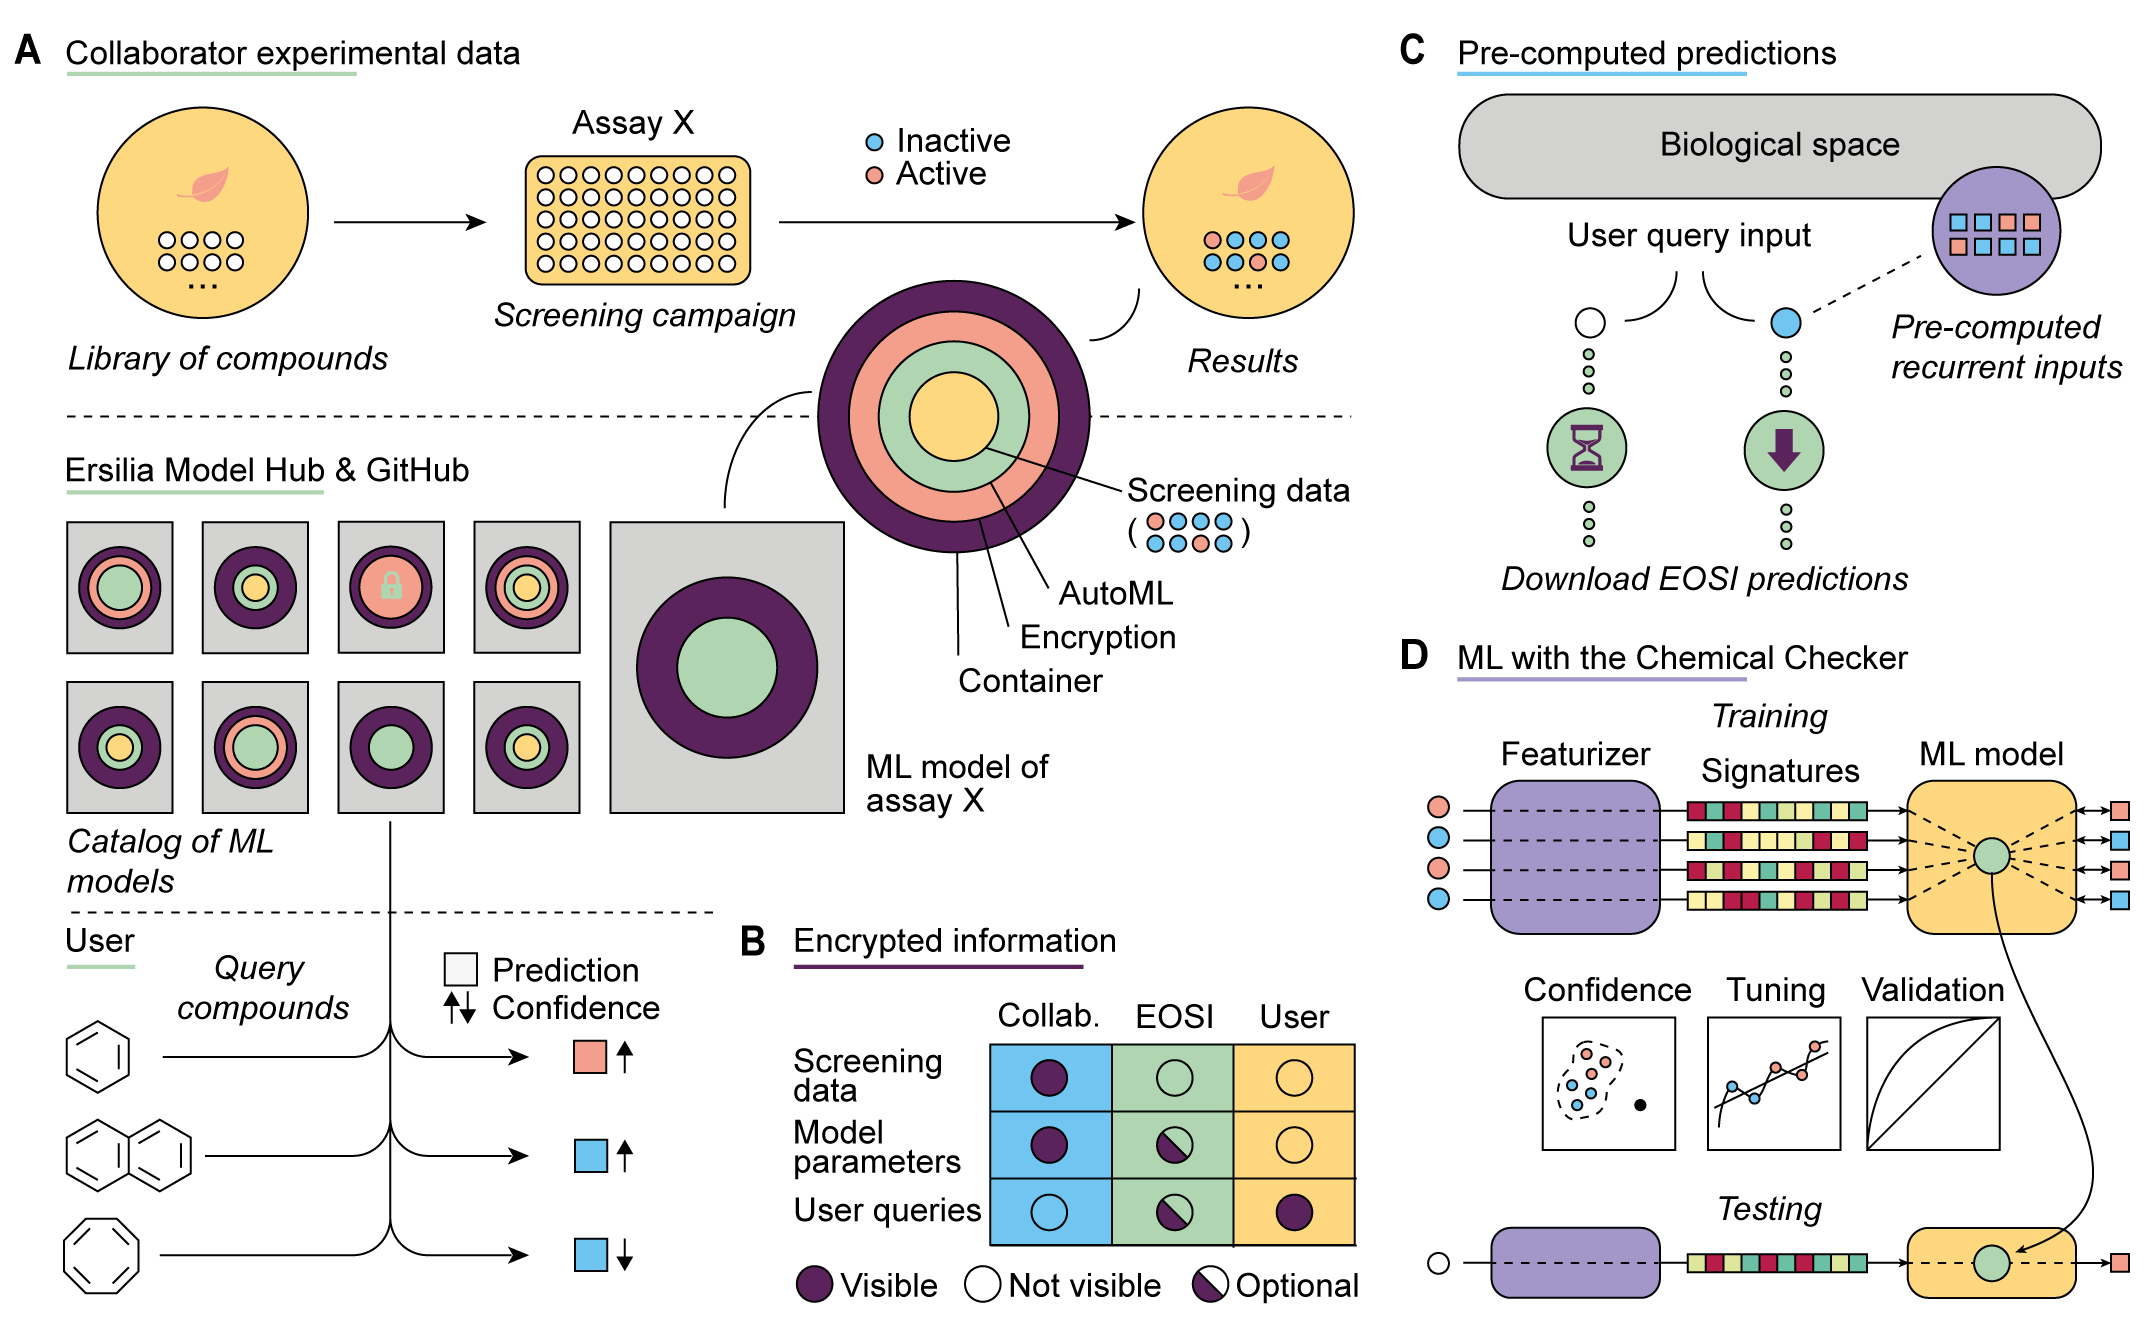 A Collaborator experimental data
Assay X
Inactive
Active
Library of compounds
Screening campaign
Results
...
...
Ersilia Model Hub & GitHub
Screening data
( )
AutoML
Encryption
Container
ML model of
assay X
Catalog of ML
models
User
Query
compounds
Prediction
Confidence
B Encrypted information
Collab. EOSI User
Screening
data
Model
parameters
User queries
Visible Not visible Optional
C Pre-computed predictions
Biological space
User query input
Pre-computed
recurrent inputs
Download EOSI predictions
D ML with the Chemical Checker
Training
Featurizer Signatures ML model
Confidence Tuning Validation
Testing